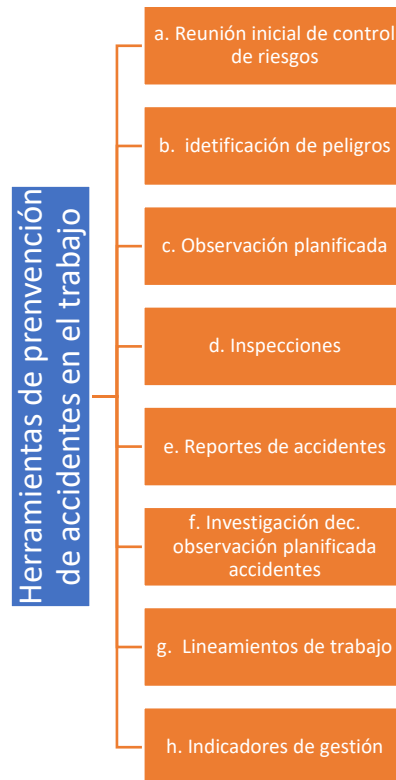 Herramientas de prenvención
de accidentes en el trabajo
a. Reunión inicial de control
de riesgos
b. idetificación de peligros
c. Observación planificada
d. Inspecciones
e. Reportes de accidentes
f. Investigación dec.
observación planificada
accidentes
g. Lineamientos de trabajo
h. Indicadores de gestión